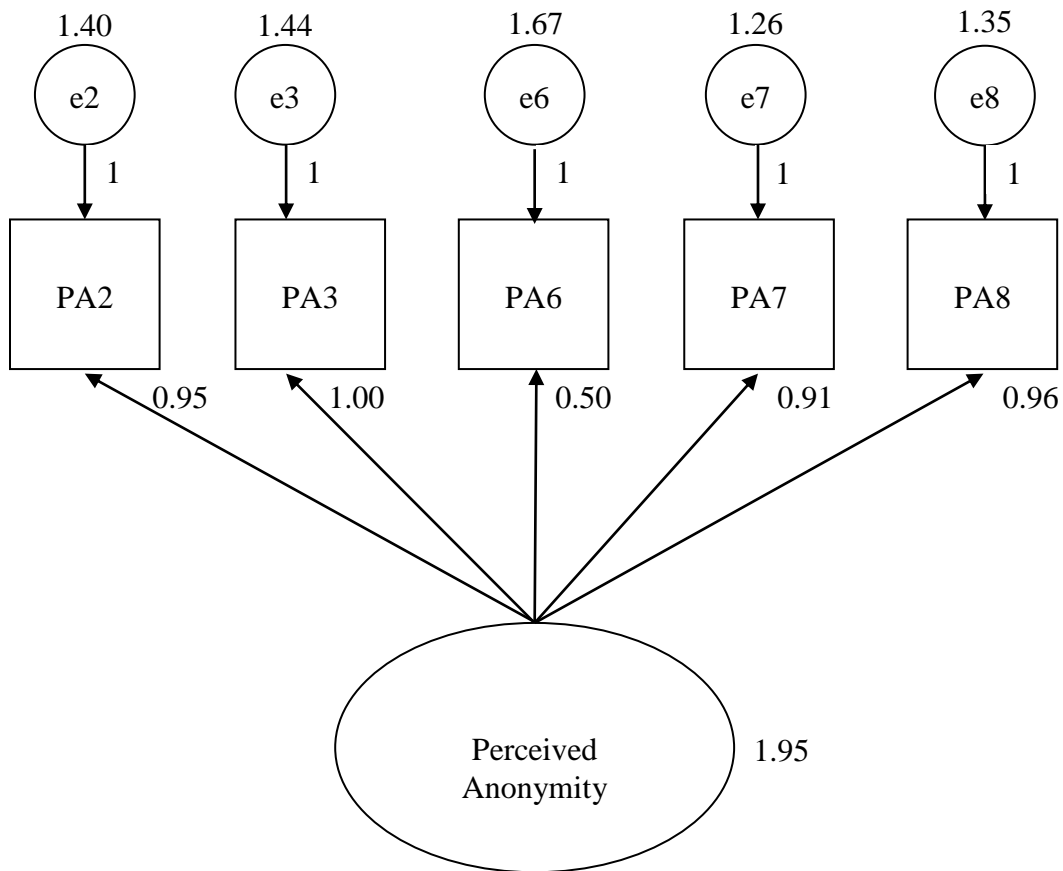 1.40 1.44 1.67 1.26 1.35
e2 e3 e6 e7 e8
1 1 1 1 1
PA2 PA3 PA6 PA7 PA8
0.95 1.00 0.50 0.91 0.96
Perceived 1.95
Anonymity